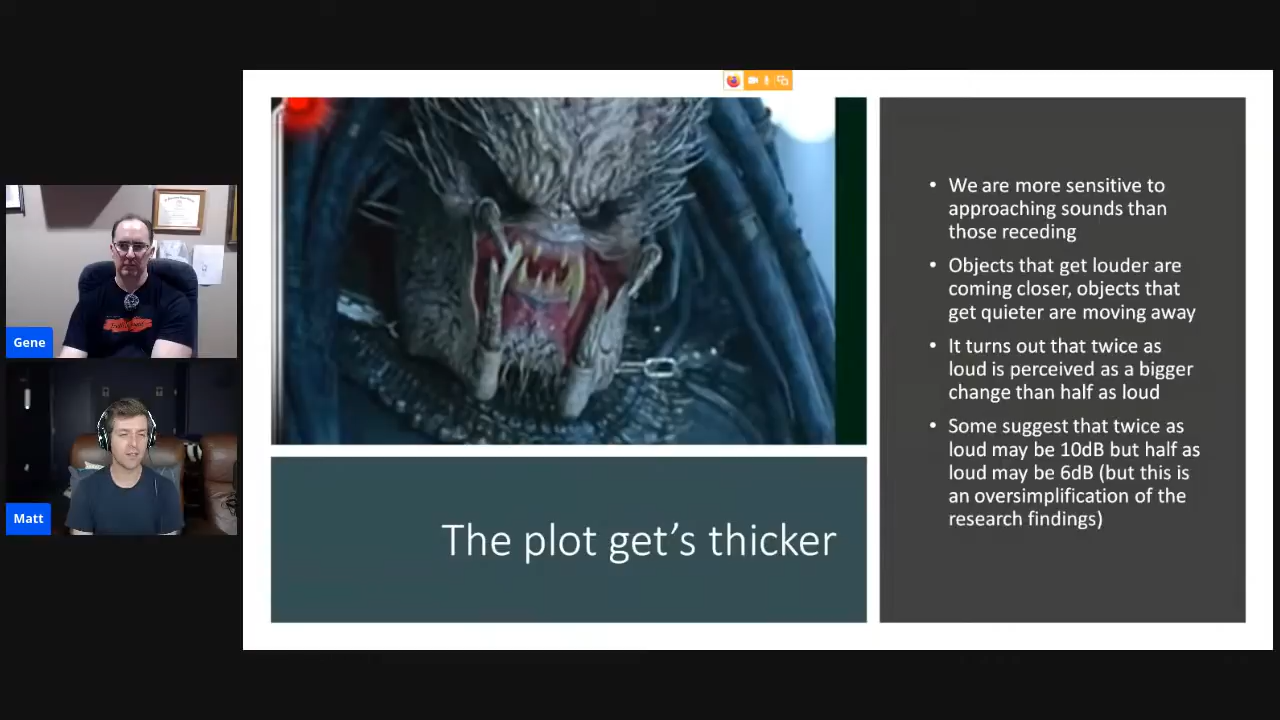 Gene
Matt
The plot get's thicker
• We are more sensitive to
approaching sounds than
those receding
• Objects that get louder are
coming closer, objects that
get quieter are moving away
• It turns out that twice as
loud is perceived as a bigger
change than half as loud
• Some suggest that twice as
loud may be 10dB but half as
loud may be 6dB (but this is
an oversimplification of the
research findings)